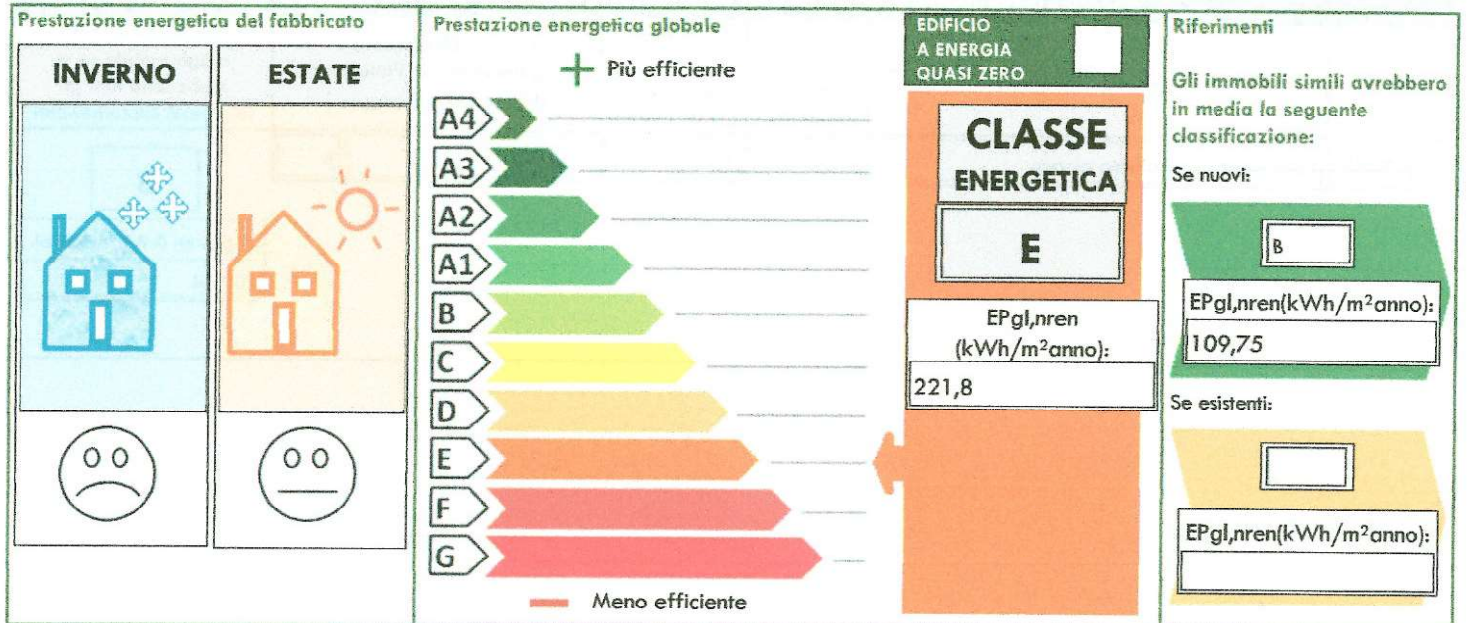 Prestazione energetica del fabbricato
INVERNO
ESTATE
Prestazione energetica globale
Più efficiente
A4
A3
A2
A1
B
C
D
E
F
G
Meno efficiente
EDIFICIO
A ENERGIA
QUASI ZERO
CLASSE
ENERGETICA
E
EPgl,nren
(kWh/m²anno):
221,8
Riferimenti
Gli immobili simili avrebbero
in media la seguente
classificazione:
Se nuovi:
B
EPgl,nren(kWh/m²anno):
109,75
Se esistenti:
EPgl,nren(kWh/m²anno):